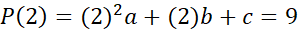 P(2) = (2)²a + (2)b + c = 9